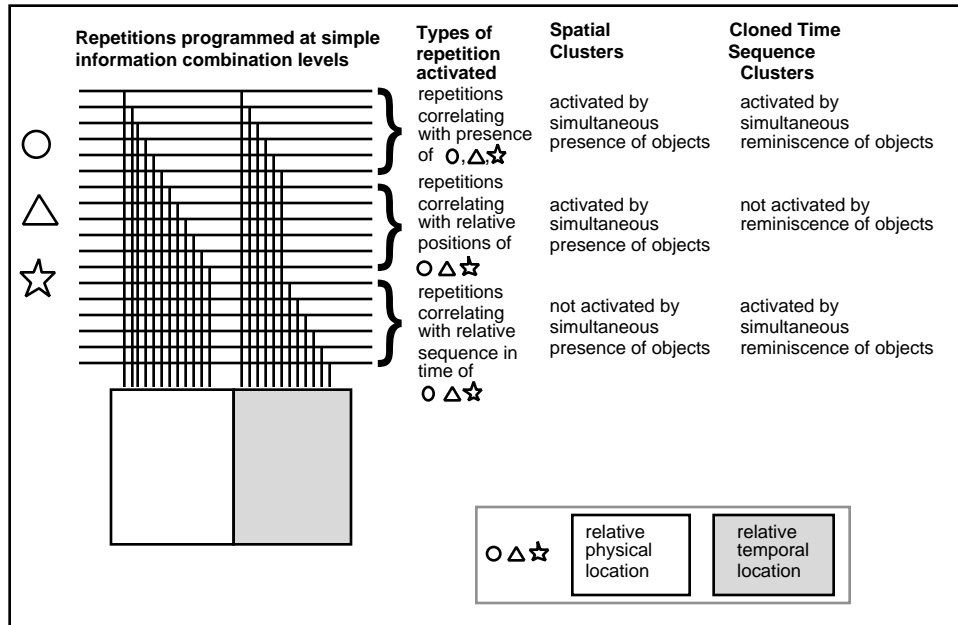 Repetitions programmed at simple
information combination levels
Types of
repetition
activated
Spatial
Clusters
Cloned Time
Sequence
Clusters
repetitions
correlating
with presence
of , ,
activated by
simultaneous
presence of objects
activated by
simultaneous
reminiscence of objects
repetitions
correlating
with relative
positions of
activated by
simultaneous
presence of objects
not activated by
reminiscence of objects
repetitions
correlating
with relative
sequence in
time of
not activated by
simultaneous
presence of objects
activated by
simultaneous
reminiscence of objects
relative
physical
location
relative
temporal
location